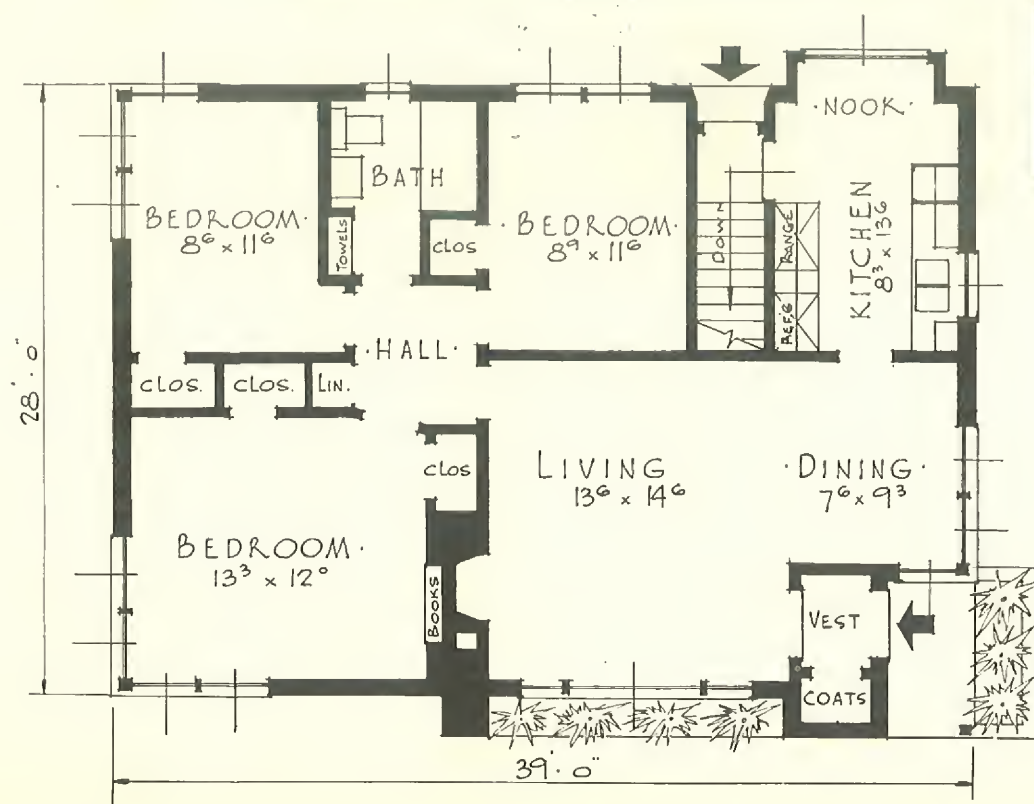 ·NOOK·
BATH
BEDROOM·
8⁶ x 11⁶
TOWELS
CLOS
BEDROOM·
8⁹ x 11⁶
DOWN
RANGE
REF'G
KITCHEN
8³ x 13⁶
·HALL·
CLOS.
CLOS.
LIN.
28'·0"
CLOS
LIVING
13⁶ x 14⁶
·DINING·
7⁶ x 9³
BEDROOM·
13³ x 12⁰
BOOKS
VEST
COATS
39'·0"